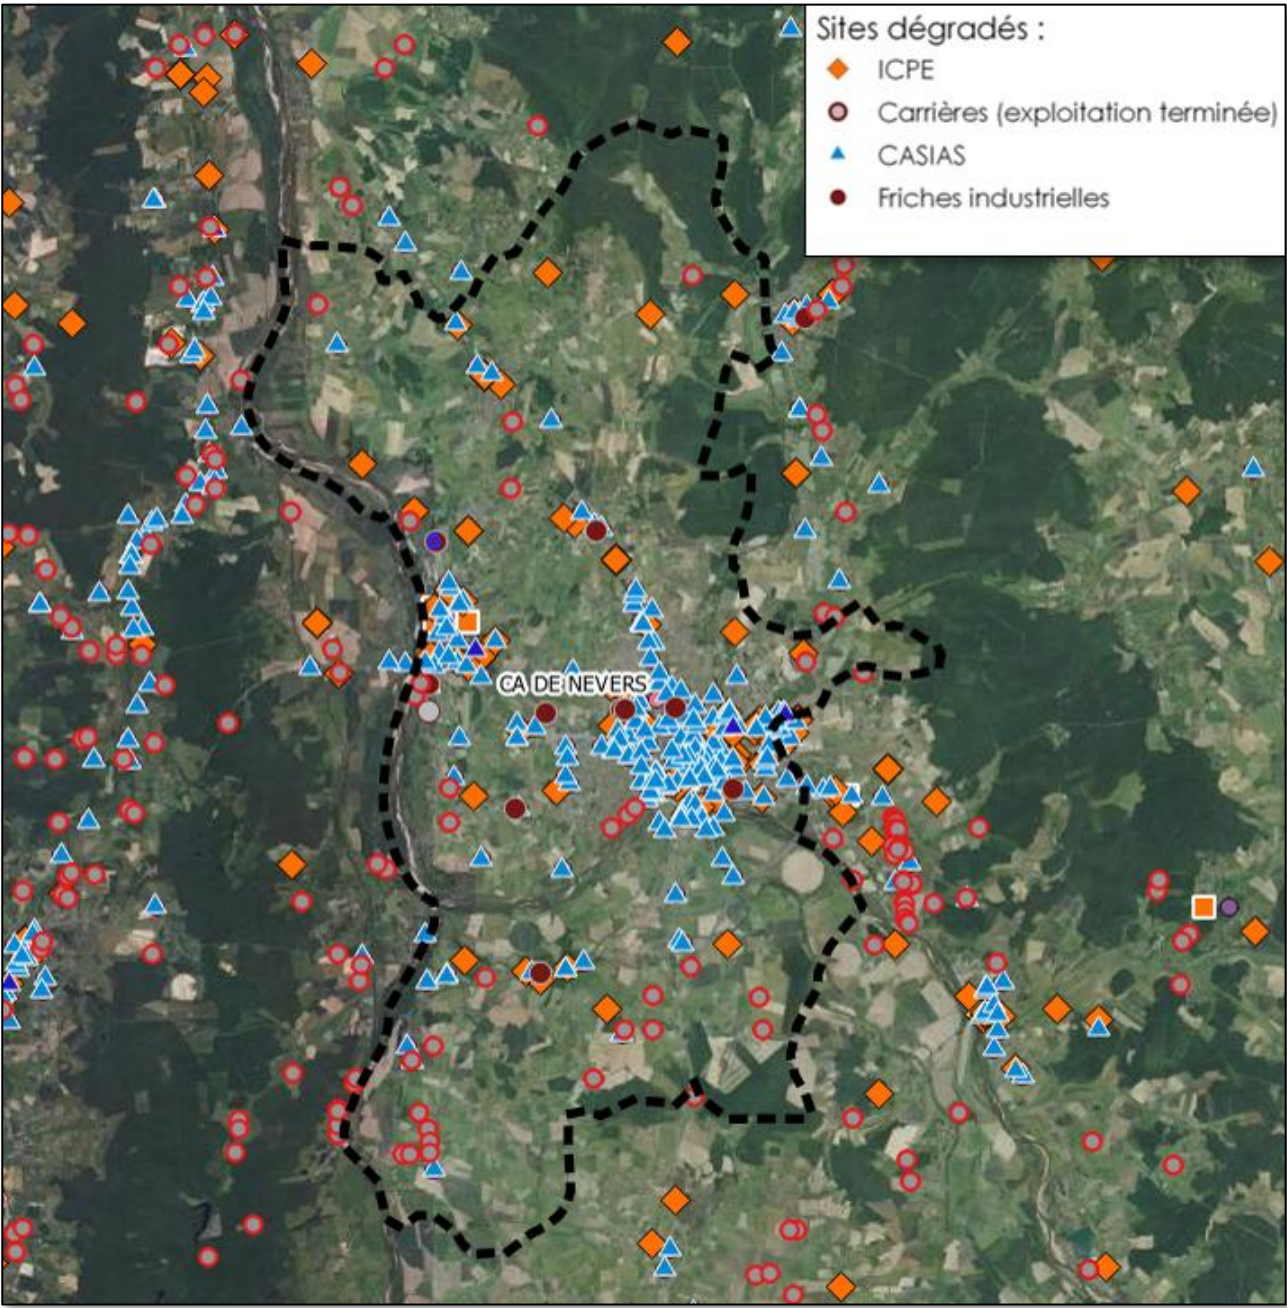 Sites dégradés :
ICPE
Carrières (exploitation terminée)
CASIAS
Friches industrielles
CA DE NEVERS